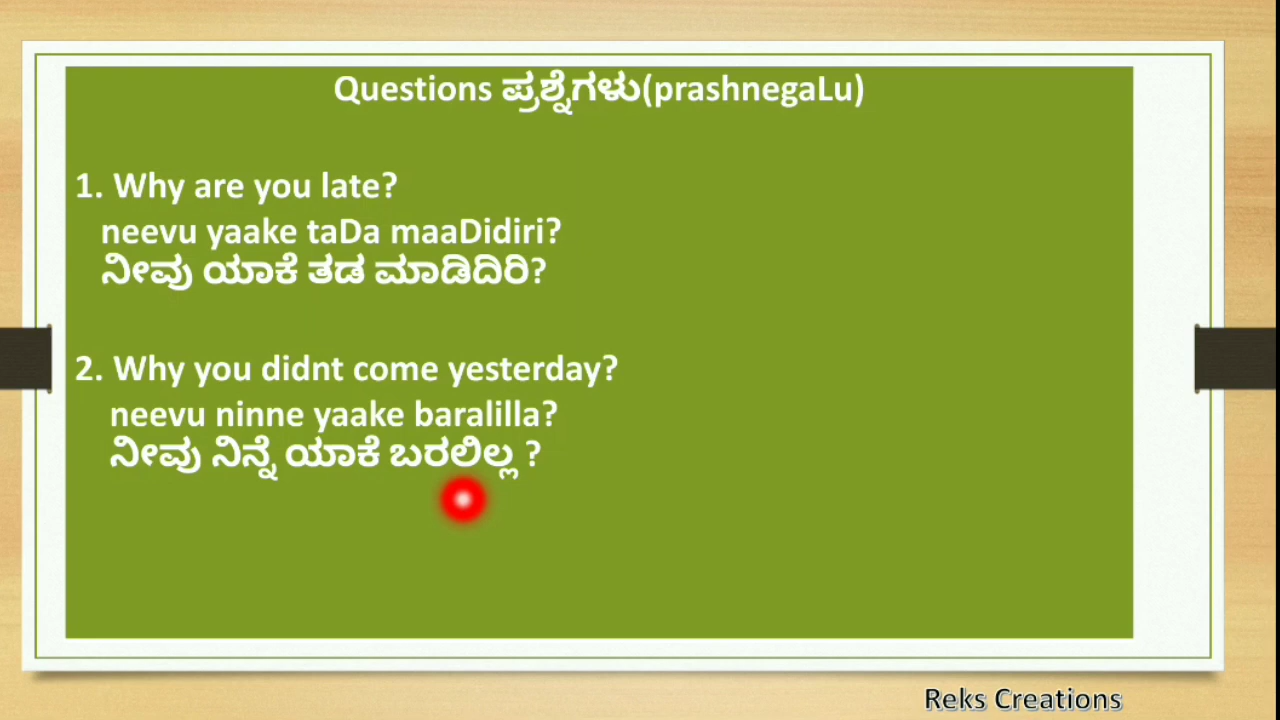 Questions ಪ್ರಶ್ನೆಗಳು(prashnegaLu)
1. Why are you late?
neevu yaake taDa maaDidiri?
ನೀವು ಯಾಕೆ ತಡ ಮಾಡಿದಿರಿ?
2. Why you didnt come yesterday?
neevu ninne yaake baralilla?
ನೀವು ನಿನ್ನೆ ಯಾಕೆ ಬರಲಿಲ್ಲ ?
Reks Creations